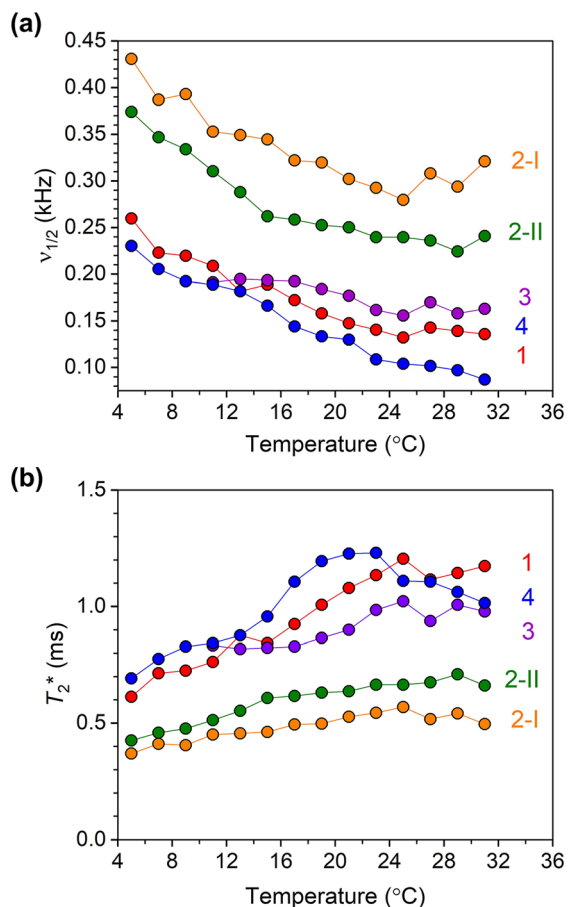 (a)
0.45
0.40
0.35
0.30
0.25
0.20
0.15
0.10
ν1/2 (kHz)
2-I
2-II
3
4
1
4 8 12 16 20 24 28 32 36
Temperature (°C)
(b)
1.5
1.0
0.5
0.0
T2* (ms)
1
4
3
2-II
2-I
4 8 12 16 20 24 28 32 36
Temperature (°C)